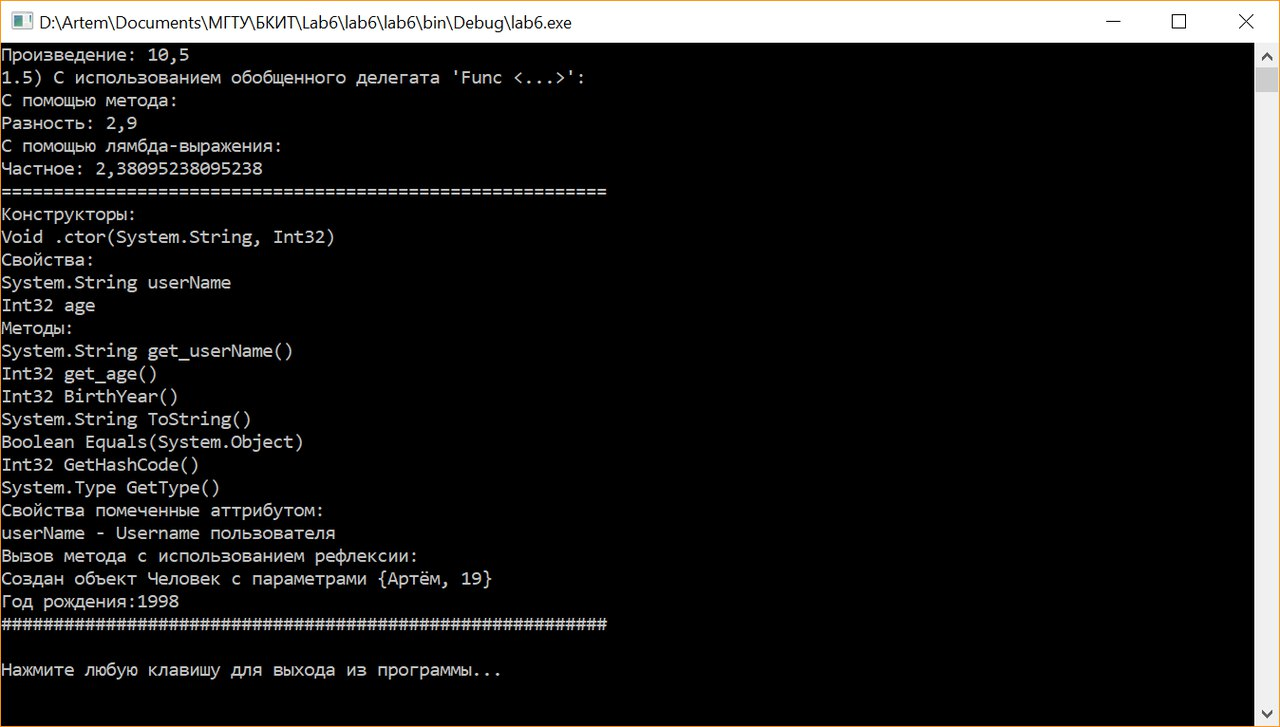 D:\Artem\Documents\МГТУ\БКИТ\Lab6\lab6\lab6\bin\Debug\lab6.exe
Произведение: 10,5
1.5) С использованием обобщенного делегата 'Func <...>':
С помощью метода:
Разность: 2,9
С помощью лямбда-выражения:
Частное: 2,38095238095238
==========================================================
Конструкторы:
Void .ctor(System.String, Int32)
Свойства:
System.String userName
Int32 age
Методы:
System.String get_userName()
Int32 get_age()
Int32 BirthYear()
System.String ToString()
Boolean Equals(System.Object)
Int32 GetHashCode()
System.Type GetType()
Свойства помеченные аттрибутом:
userName - Username пользователя
Вызов метода с использованием рефлексии:
Создан объект Человек с параметрами {Артём, 19}
Год рождения:1998
##########################################################
Нажмите любую клавишу для выхода из программы...